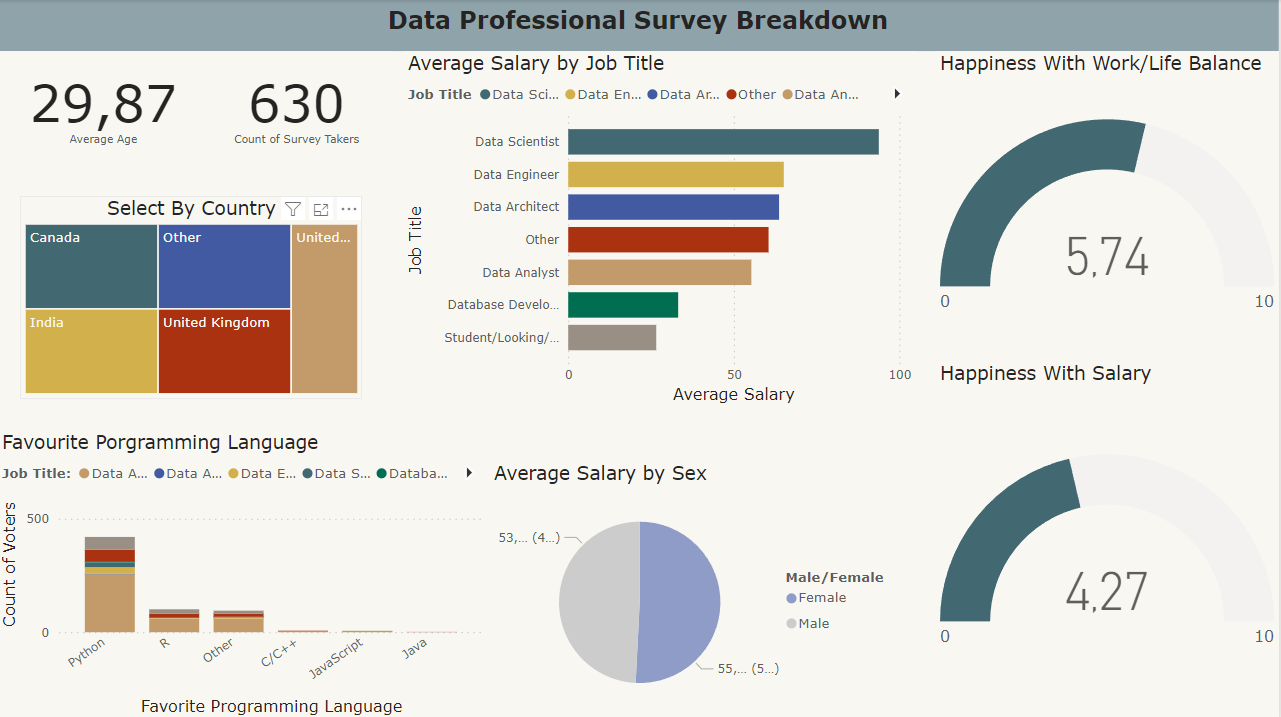 Data Professional Survey Breakdown
29,87
Average Age
630
Count of Survey Takers
Select By Country
Canada
Other
United...
India
United Kingdom
Average Salary by Job Title
Job Title Data Sci... Data En... Data Ar... Other Data An...
Job Title
Data Scientist
Data Engineer
Data Architect
Other
Data Analyst
Database Develo...
Student/Looking/...
0 50 100
Average Salary
Happiness With Work/Life Balance
5,74
0 10
Happiness With Salary
4,27
0 10
Favourite Porgramming Language
Job Title: Data A... Data A... Data E... Data S... Databa...
Count of Voters
500
0
Python R Other C/C++ JavaScript Java
Favorite Programming Language
Average Salary by Sex
53,... (4...)
55,... (5...)
Male/Female
Female
Male